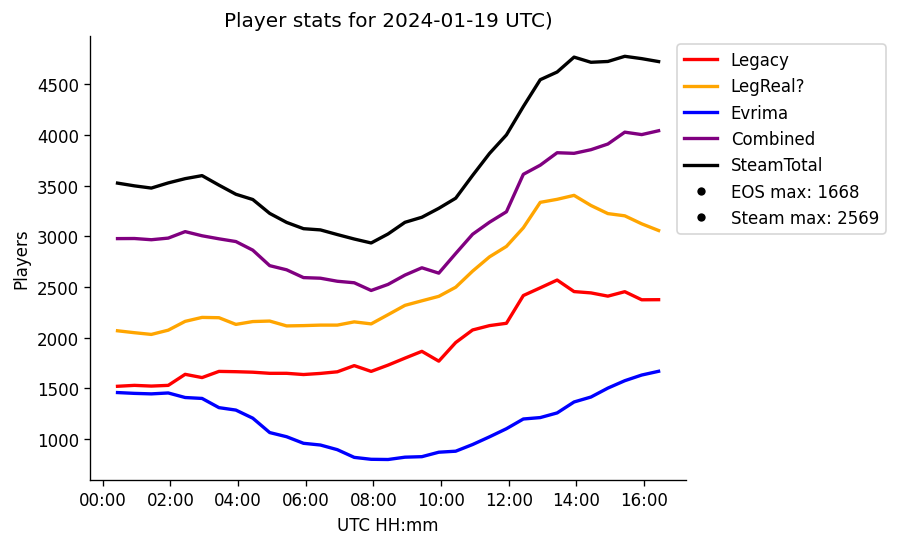 Player stats for 2024-01-19 UTC)
Players
4500
4000
3500
3000
2500
2000
1500
1000
00:00 02:00 04:00 06:00 08:00 10:00 12:00 14:00 16:00
UTC HH:mm
Legacy
LegReal?
Evrima
Combined
SteamTotal
EOS max: 1668
Steam max: 2569